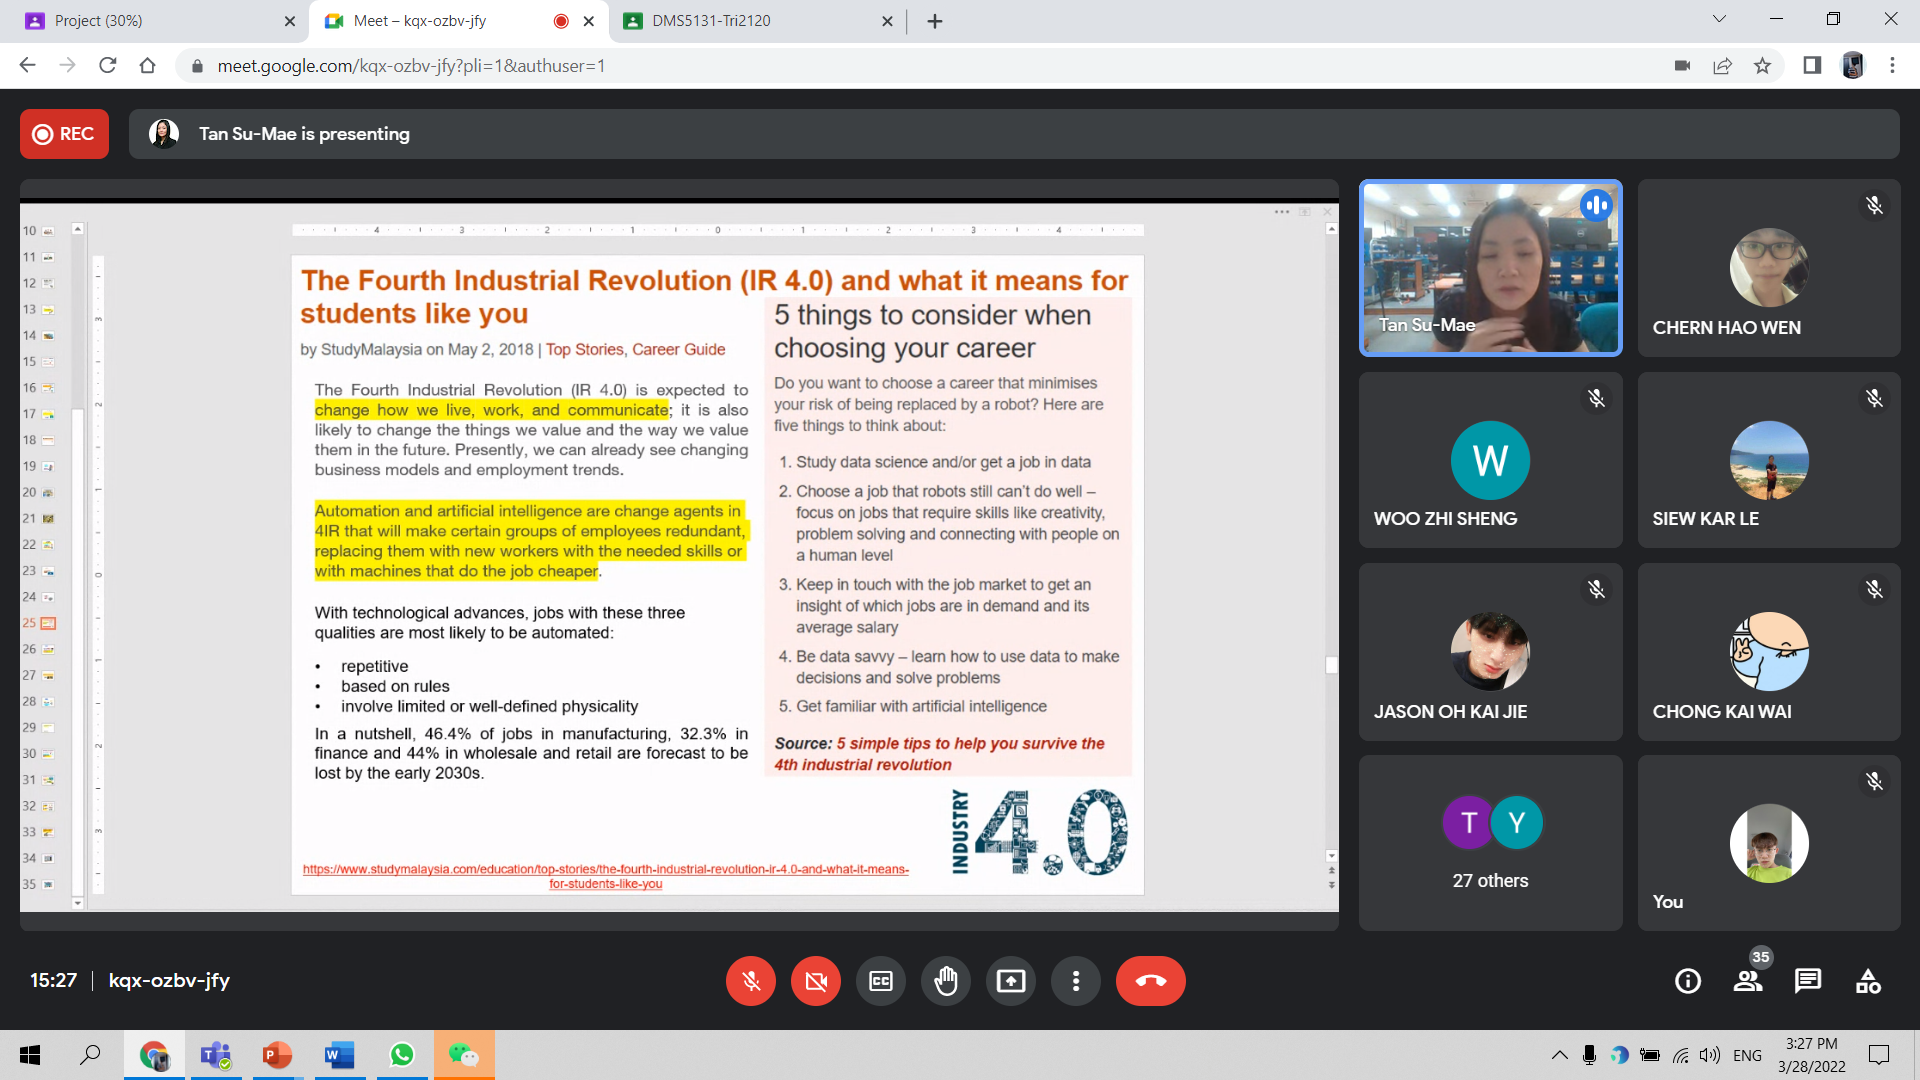 Project (30%)
Meet – kqx-ozbv-jfy
DMS5131-Tri2120
meet.google.com/kqx-ozbv-jfy?pli=1&authuser=1
REC
Tan Su-Mae is presenting
10
11
12
13
14
15
16
17
18
19
20
21
22
23
24
25
26
27
28
29
30
31
32
33
34
35
4 3 2 1 0 1 2 3 4
3
2
1
0
1
2
3
The Fourth Industrial Revolution (IR 4.0) and what it means for
students like you
by StudyMalaysia on May 2, 2018 | Top Stories, Career Guide
The Fourth Industrial Revolution (IR 4.0) is expected to
change how we live, work, and communicate; it is also
likely to change the things we value and the way we value
them in the future. Presently, we can already see changing
business models and employment trends.
Automation and artificial intelligence are change agents in
4IR that will make certain groups of employees redundant,
replacing them with new workers with the needed skills or
with machines that do the job cheaper.
With technological advances, jobs with these three
qualities are most likely to be automated:
• repetitive
• based on rules
• involve limited or well-defined physicality
In a nutshell, 46.4% of jobs in manufacturing, 32.3% in
finance and 44% in wholesale and retail are forecast to be
lost by the early 2030s.
5 things to consider when
choosing your career
Do you want to choose a career that minimises
your risk of being replaced by a robot? Here are
five things to think about:
1. Study data science and/or get a job in data
2. Choose a job that robots still can't do well –
focus on jobs that require skills like creativity,
problem solving and connecting with people on
a human level
3. Keep in touch with the job market to get an
insight of which jobs are in demand and its
average salary
4. Be data savvy – learn how to use data to make
decisions and solve problems
5. Get familiar with artificial intelligence
Source: 5 simple tips to help you survive the
4th industrial revolution
INDUSTRY
4.0
https://www.studymalaysia.com/education/top-stories/the-fourth-industrial-revolution-ir-4.0-and-what-it-means-
for-students-like-you
Tan Su-Mae
CHERN HAO WEN
W
WOO ZHI SHENG
SIEW KAR LE
JASON OH KAI JIE
CHONG KAI WAI
T Y
27 others
You
15:27 | kqx-ozbv-jfy
CC
35
ENG
3:27 PM
3/28/2022